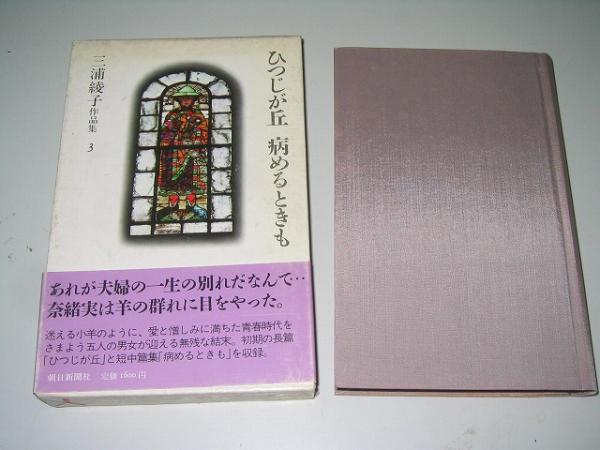 ひつじが丘 病めるときも
三浦綾子作品集 3
あれが夫婦の一生の別れだなんて…
奈緒実は羊の群れに目をやった。
迷える小羊のように、愛と憎しみに満ちた青春時代を
さまよう五人の男女が迎える無残な結末。初期の長篇
「ひつじが丘」と短中篇集「病めるときも」を収録。
朝日新聞社 定価1600円